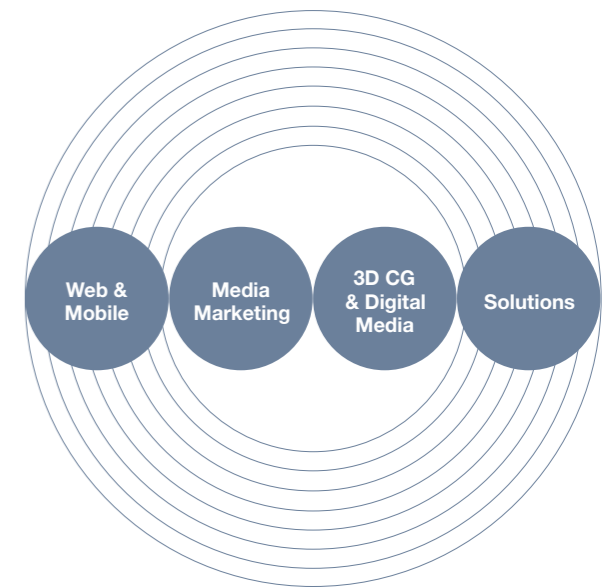 Web &
Mobile
Media
Marketing
3D CG
& Digital
Media
Solutions